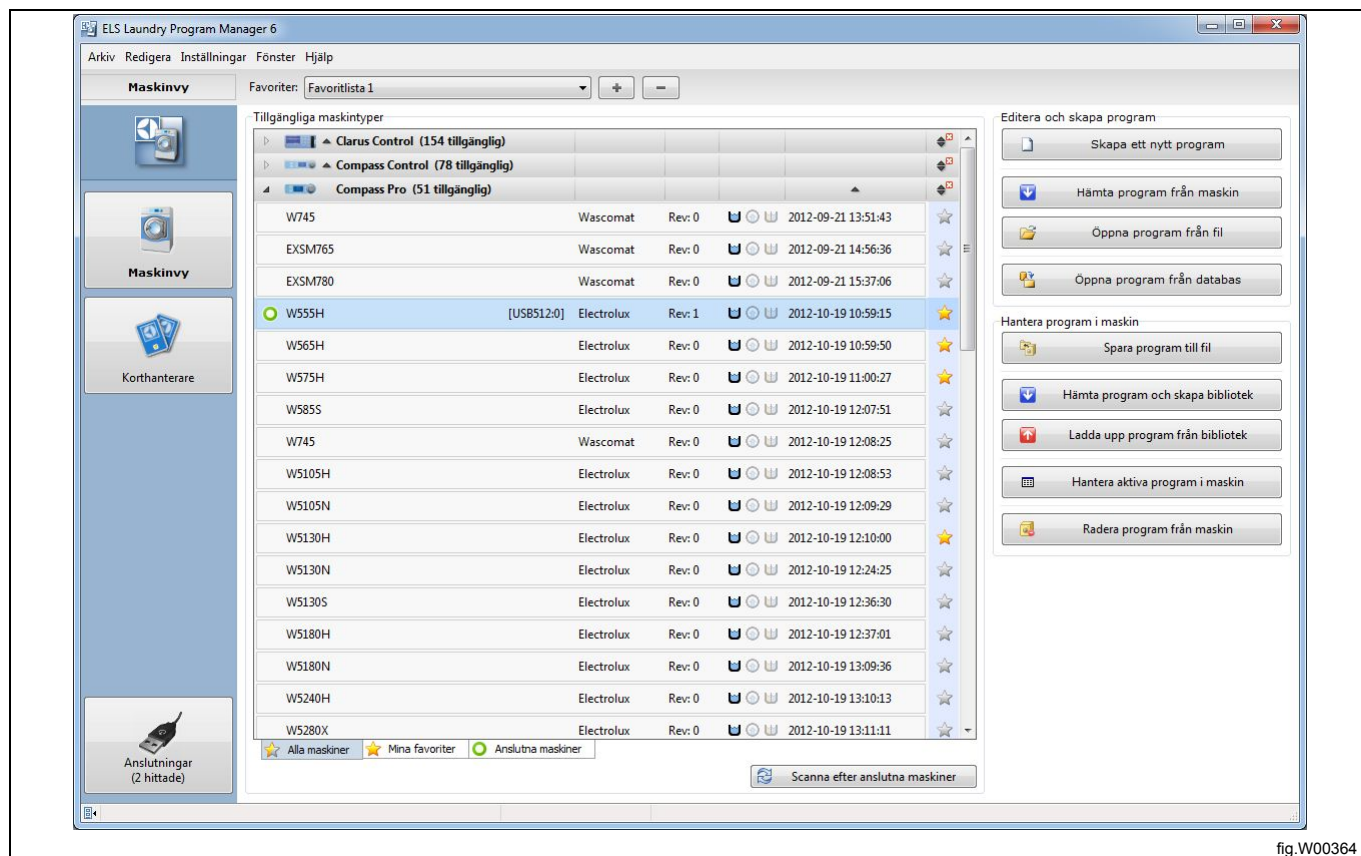 ELS Laundry Program Manager 6
Arkiv Redigera Inställningar Fönster Hjälp
Maskinvy
Favoriter: Favoritlista 1
Tillgängliga maskintyper
Clarus Control (154 tillgänglig)
Compass Control (78 tillgänglig)
Compass Pro (51 tillgänglig)
W745 Wascomat Rev: 0 2012-09-21 13:51:43
EXSM765 Wascomat Rev: 0 2012-09-21 14:56:36
EXSM780 Wascomat Rev: 0 2012-09-21 15:37:06
W555H [USB512:0] Electrolux Rev: 1 2012-10-19 10:59:15
W565H Electrolux Rev: 0 2012-10-19 10:59:50
W575H Electrolux Rev: 0 2012-10-19 11:00:27
W585S Electrolux Rev: 0 2012-10-19 12:07:51
W745 Wascomat Rev: 0 2012-10-19 12:08:25
W5105H Electrolux Rev: 0 2012-10-19 12:08:53
W5105N Electrolux Rev: 0 2012-10-19 12:09:29
W5130H Electrolux Rev: 0 2012-10-19 12:10:00
W5130N Electrolux Rev: 0 2012-10-19 12:24:25
W5130S Electrolux Rev: 0 2012-10-19 12:36:30
W5180H Electrolux Rev: 0 2012-10-19 12:37:01
W5180N Electrolux Rev: 0 2012-10-19 13:09:36
W5240H Electrolux Rev: 0 2012-10-19 13:10:13
W5280X Electrolux Rev: 0 2012-10-19 13:11:11
Alla maskiner Mina favoriter Anslutna maskiner
Scanna efter anslutna maskiner
Maskinvy
Korthanterare
Anslutningar
(2 hittade)
Editera och skapa program
Skapa ett nytt program
Hämta program från maskin
Öppna program från fil
Öppna program från databas
Hantera program i maskin
Spara program till fil
Hämta program och skapa bibliotek
Ladda upp program från bibliotek
Hantera aktiva program i maskin
Radera program från maskin
fig.W00364